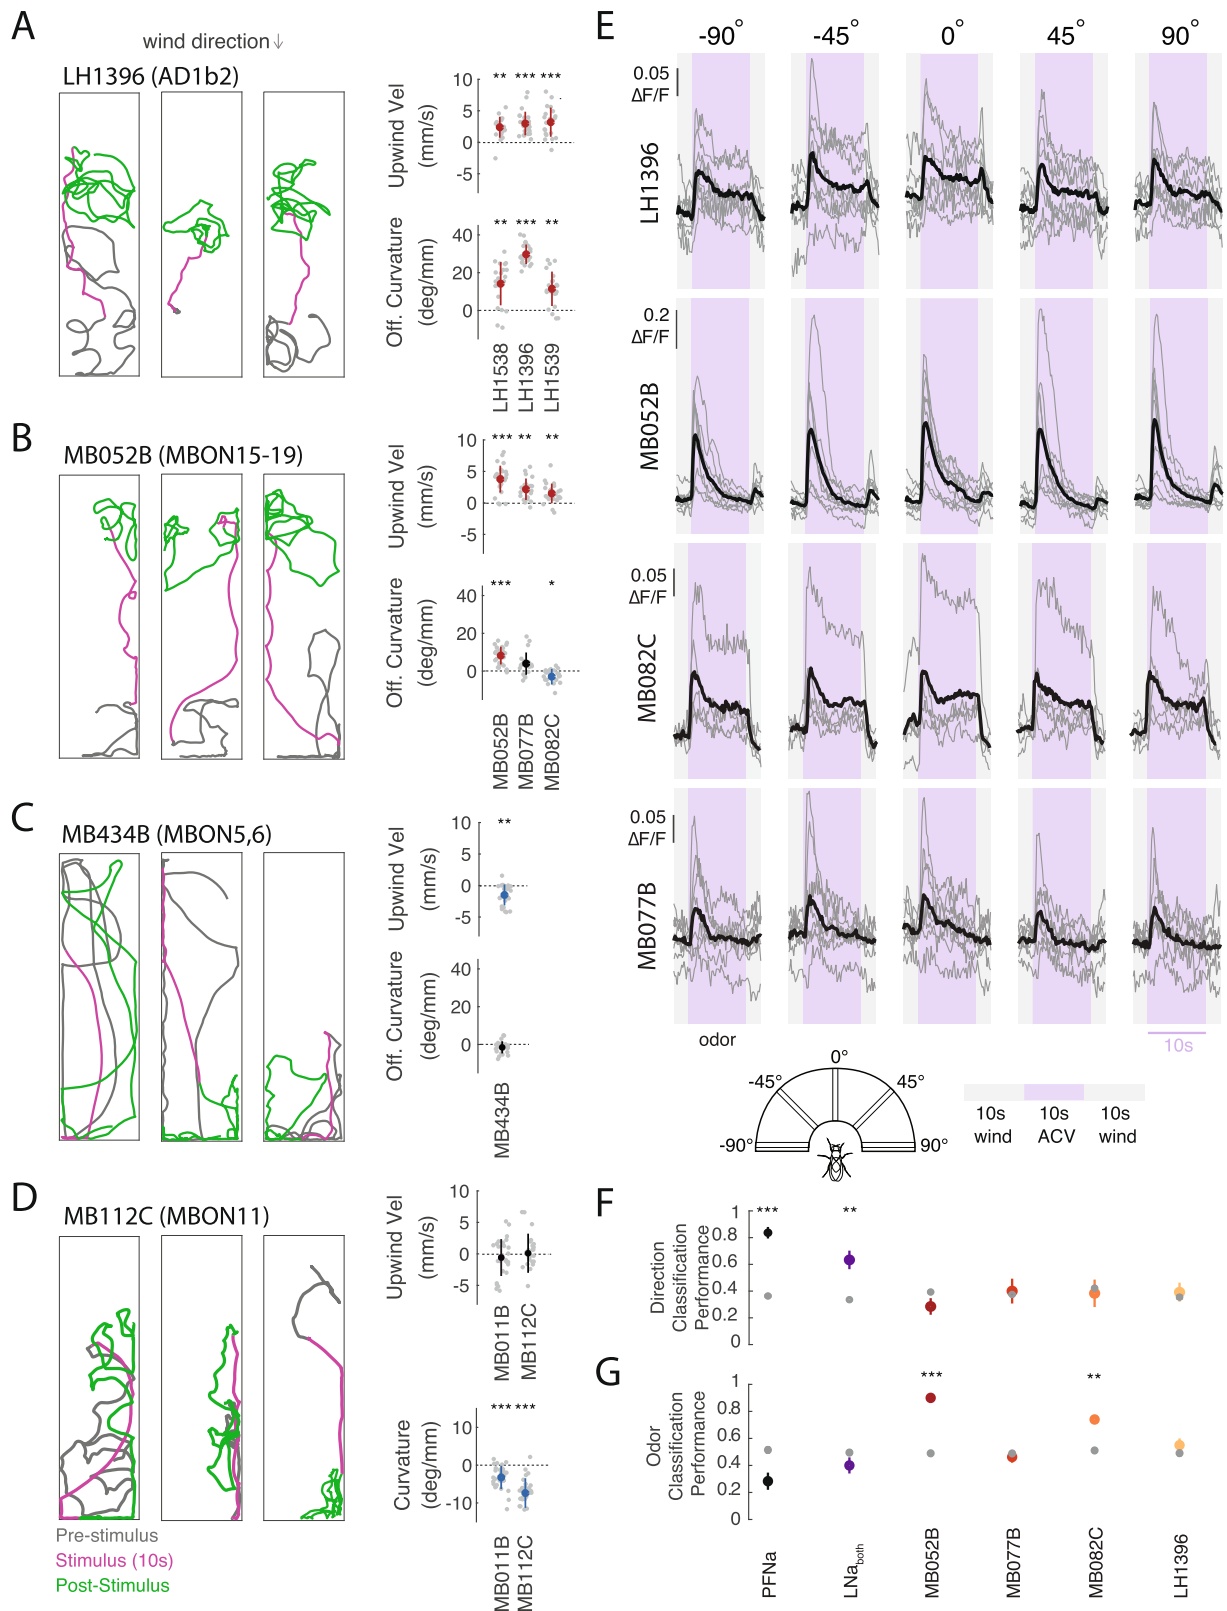 A
wind direction ↓
LH1396 (AD1b2)
Upwind Vel
(mm/s)
10
5
0
-5
** *** ***
Off. Curvature
(deg/mm)
40
20
0
** *** **
LH1538
LH1396
LH1539
B
MB052B (MBON15-19)
Upwind Vel
(mm/s)
10
5
0
-5
*** ** **
Off. Curvature
(deg/mm)
40
20
0
*** *
MB052B
MB077B
MB082C
C
MB434B (MBON5,6)
Upwind Vel
(mm/s)
10
5
0
-5
**
Off. Curvature
(deg/mm)
40
20
0
MB434B
D
MB112C (MBON11)
Upwind Vel
(mm/s)
10
5
0
-5
MB011B
MB112C
Curvature
(deg/mm)
0
-10
*** ***
MB011B
MB112C
Pre-stimulus
Stimulus (10s)
Post-Stimulus
E
-90° -45° 0° 45° 90°
0.05
ΔF/F
LH1396
0.2
ΔF/F
MB052B
0.05
ΔF/F
MB082C
0.05
ΔF/F
MB077B
odor
10s
-90° -45° 0° 45° 90°
10s 10s 10s
wind ACV wind
F
Direction
Classification
Performance
1
0.8
0.6
0.4
0.2
0
*** **
G
Odor
Classification
Performance
1
0.8
0.6
0.4
0.2
0
*** **
PFNa
LNa both
MB052B
MB077B
MB082C
LH1396